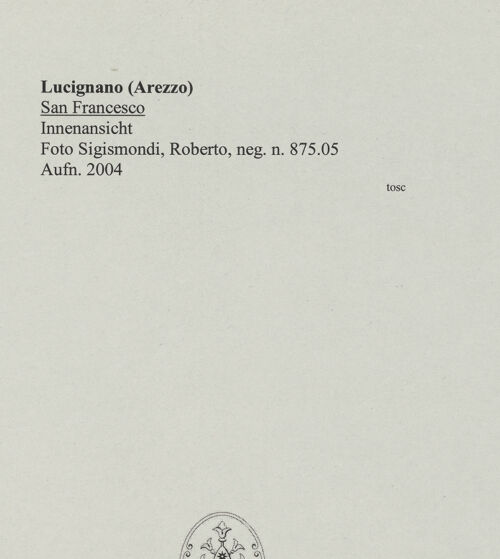 Lucignano (Arezzo)
San Francesco
Innenansicht
Foto Sigismondi, Roberto, neg. n. 875.05
Aufn. 2004
tosc